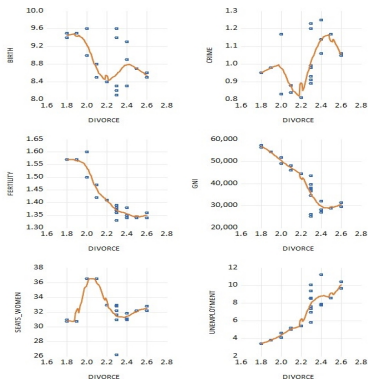 10.0
9.6
9.2
8.8
8.4
8.0
BIRTH
1.6 1.8 2.0 2.2 2.4 2.6 2.8
DIVORCE
1.3
1.2
1.1
1.0
0.9
0.8
CRIME
1.6 1.8 2.0 2.2 2.4 2.6 2.8
DIVORCE
1.65
1.60
1.55
1.50
1.45
1.40
1.35
1.30
FERTILITY
1.6 1.8 2.0 2.2 2.4 2.6 2.8
DIVORCE
60,000
50,000
40,000
30,000
20,000
GNI
1.6 1.8 2.0 2.2 2.4 2.6 2.8
DIVORCE
38
36
34
32
30
28
26
SEATS_WOMEN
1.6 1.8 2.0 2.2 2.4 2.6 2.8
DIVORCE
12
10
8
6
4
2
UNEMPLOYMENT
1.6 1.8 2.0 2.2 2.4 2.6 2.8
DIVORCE